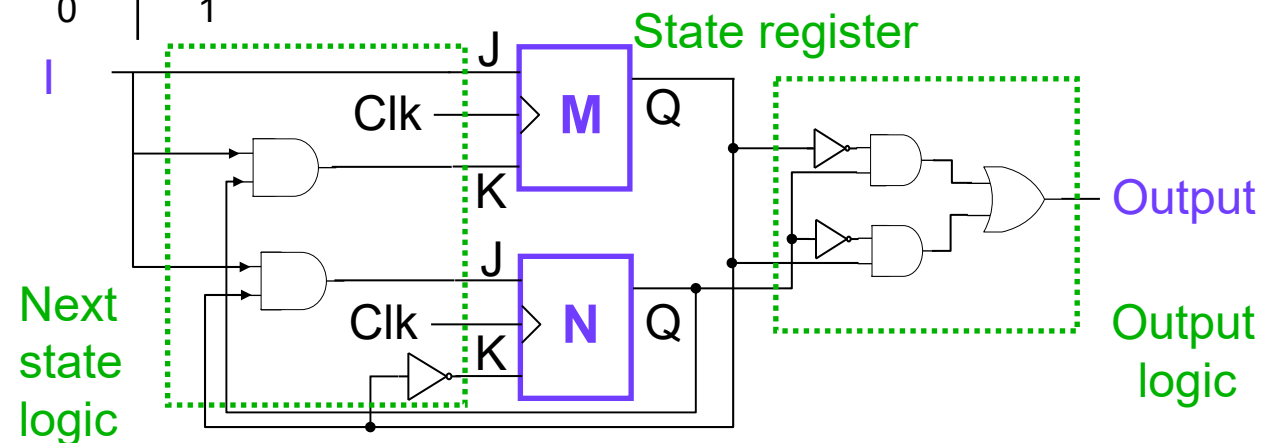 0 | 1
State register
I
J
Clk
M
Q
K
Output
J
Next
state
logic
Clk
N
Q
K
Output
logic